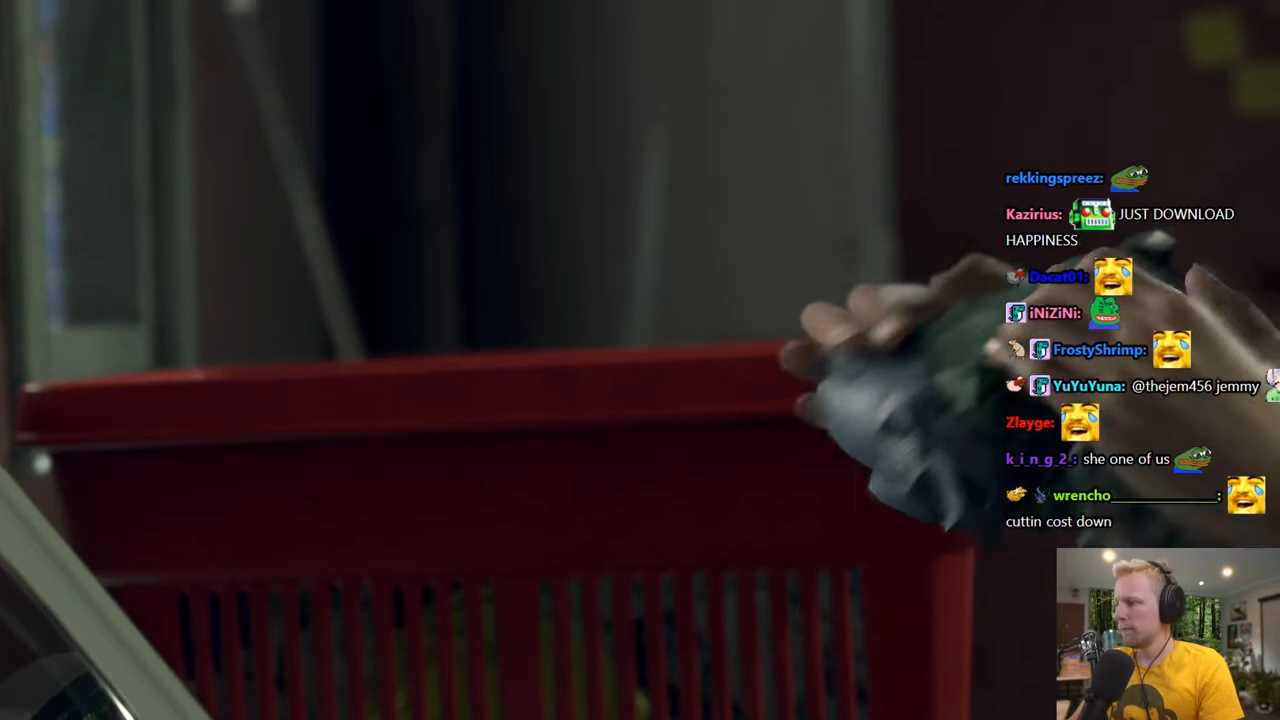 rekkingspreez:
Kazirius: JUST DOWNLOAD
HAPPINESS
Dacat01:
iNiZiNi:
FrostyShrimp:
YuYuYuna: @thejem456 jemmy
Zlayge:
k_i_n_g_2_: she one of us
wrencho______________:
cuttin cost down